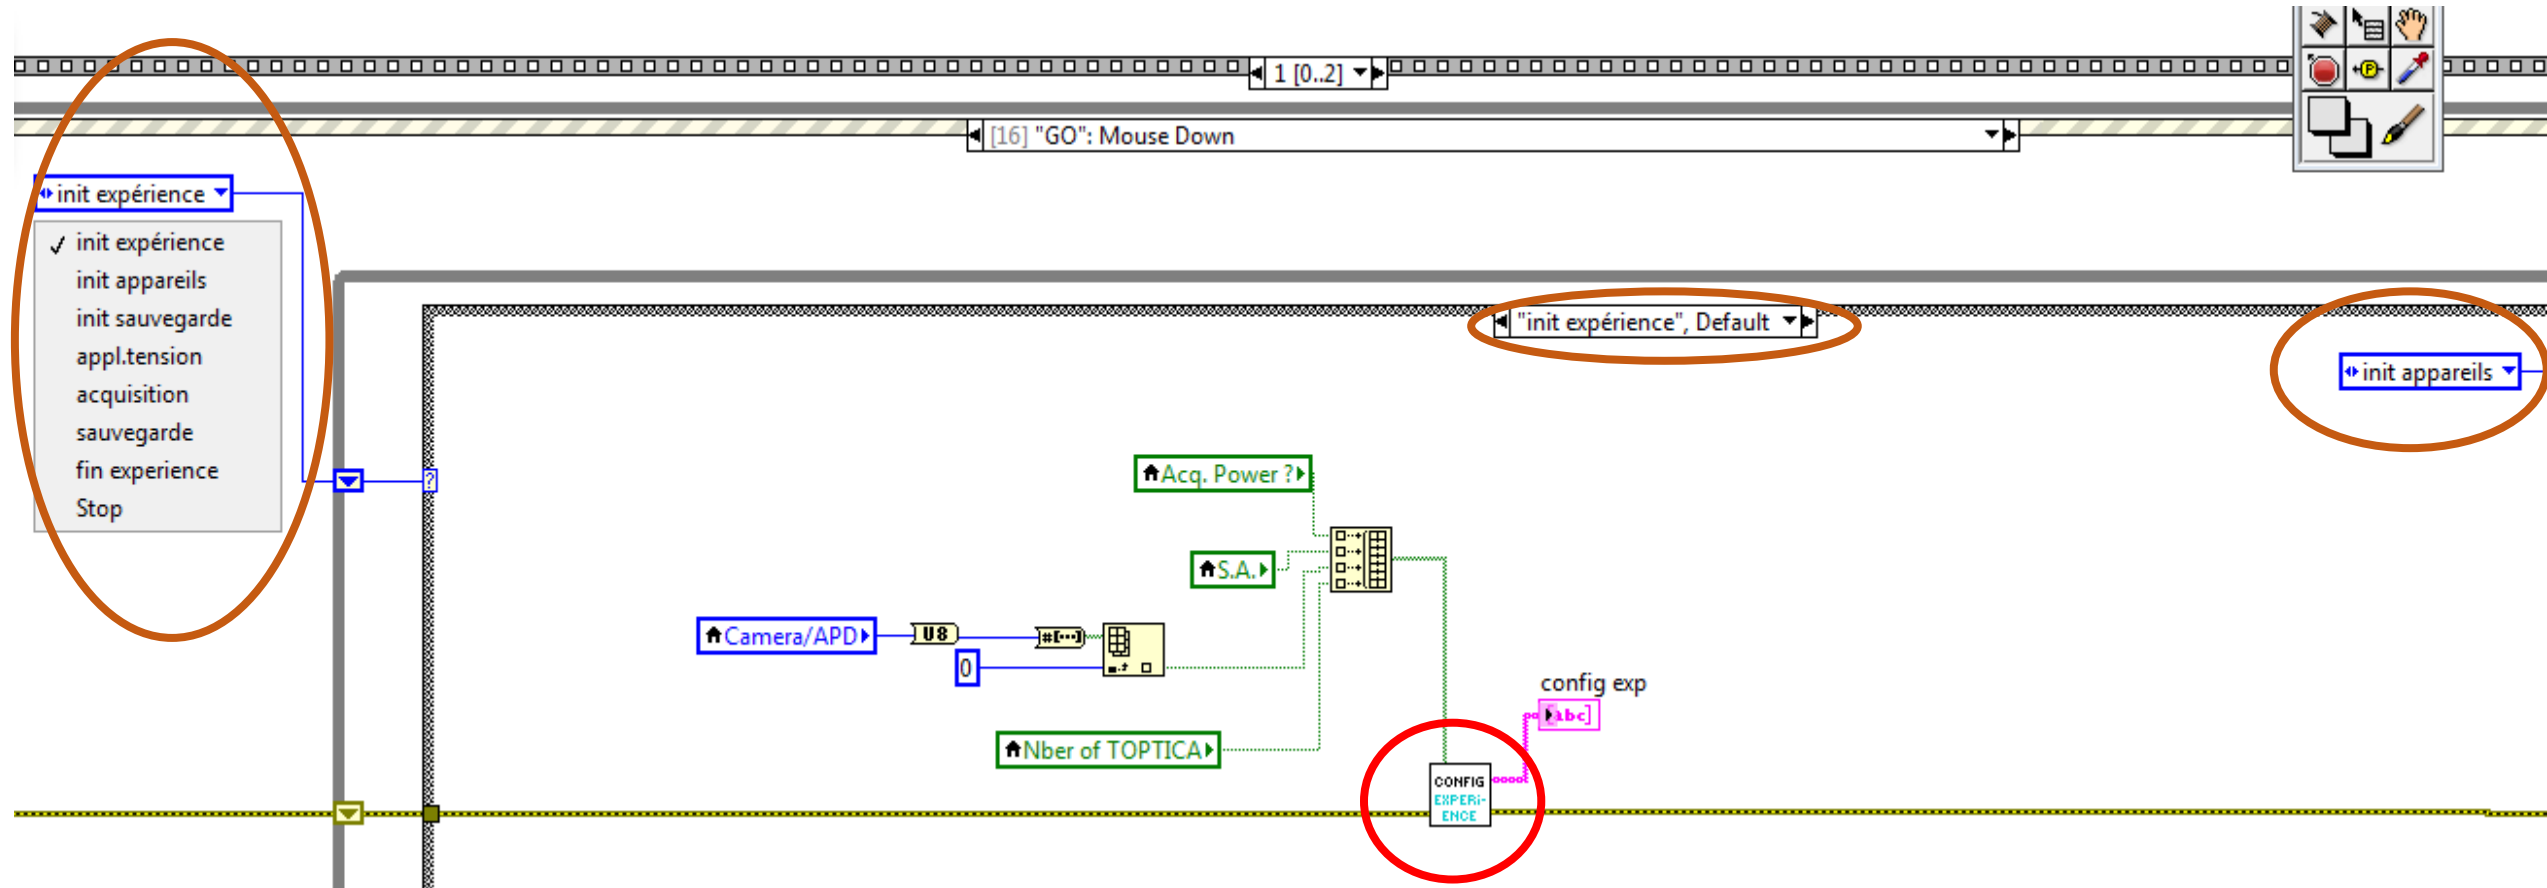 1 [0..2]
[16] "GO": Mouse Down
init expérience
init expérience
init appareils
init sauvegarde
appl.tension
acquisition
sauvegarde
fin experience
Stop
"init expérience", Default
init appareils
?
Acq. Power ?
S.A.
Camera/APD
U8
#[...]
0
Nber of TOPTICA
config exp
abc]
CONFIG
EXPERi-
ENCE
P